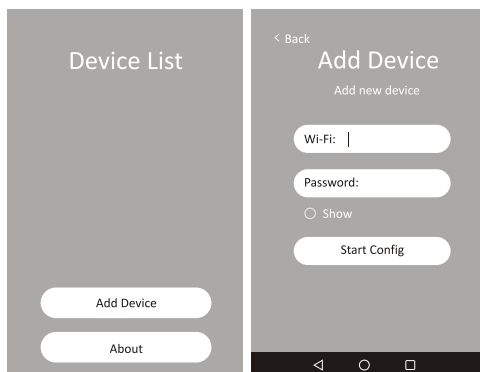 Device List
Add Device
About
< Back
Add Device
Add new device
Wi-Fi:
Password:
Show
Start Config